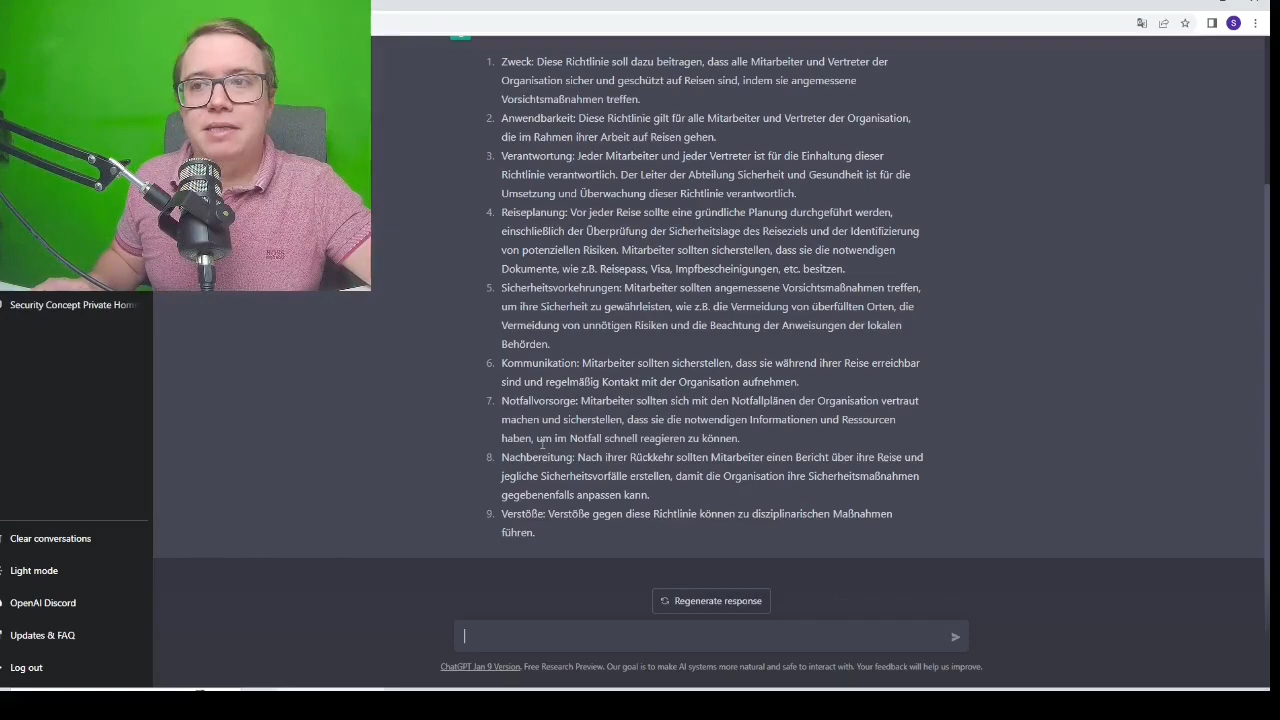 S
1. Zweck: Diese Richtlinie soll dazu beitragen, dass alle Mitarbeiter und Vertreter der
Organisation sicher und geschützt auf Reisen sind, indem sie angemessene
Vorsichtsmaßnahmen treffen.
2. Anwendbarkeit: Diese Richtlinie gilt für alle Mitarbeiter und Vertreter der Organisation,
die im Rahmen ihrer Arbeit auf Reisen gehen.
3. Verantwortung: Jeder Mitarbeiter und jeder Vertreter ist für die Einhaltung dieser
Richtlinie verantwortlich. Der Leiter der Abteilung Sicherheit und Gesundheit ist für die
Umsetzung und Überwachung dieser Richtlinie verantwortlich.
4. Reiseplanung: Vor jeder Reise sollte eine gründliche Planung durchgeführt werden,
einschließlich der Überprüfung der Sicherheitslage des Reiseziels und der Identifizierung
von potenziellen Risiken. Mitarbeiter sollten sicherstellen, dass sie die notwendigen
Dokumente, wie z.B. Reisepass, Visa, Impfbescheinigungen, etc. besitzen.
5. Sicherheitsvorkehrungen: Mitarbeiter sollten angemessene Vorsichtsmaßnahmen treffen,
um ihre Sicherheit zu gewährleisten, wie z.B. die Vermeidung von überfüllten Orten, die
Vermeidung von unnötigen Risiken und die Beachtung der Anweisungen der lokalen
Behörden.
6. Kommunikation: Mitarbeiter sollten sicherstellen, dass sie während ihrer Reise erreichbar
sind und regelmäßig Kontakt mit der Organisation aufnehmen.
7. Notfallvorsorge: Mitarbeiter sollten sich mit den Notfallplänen der Organisation vertraut
machen und sicherstellen, dass sie die notwendigen Informationen und Ressourcen
haben, um im Notfall schnell reagieren zu können.
8. Nachbereitung: Nach ihrer Rückkehr sollten Mitarbeiter einen Bericht über ihre Reise und
jegliche Sicherheitsvorfälle erstellen, damit die Organisation ihre Sicherheitsmaßnahmen
gegebenenfalls anpassen kann.
9. Verstöße: Verstöße gegen diese Richtlinie können zu disziplinarischen Maßnahmen
führen.
Security Concept Private Hom
Clear conversations
Light mode
OpenAI Discord
Updates & FAQ
Log out
Regenerate response
ChatGPT Jan 9 Version. Free Research Preview. Our goal is to make AI systems more natural and safe to interact with. Your feedback will help us improve.